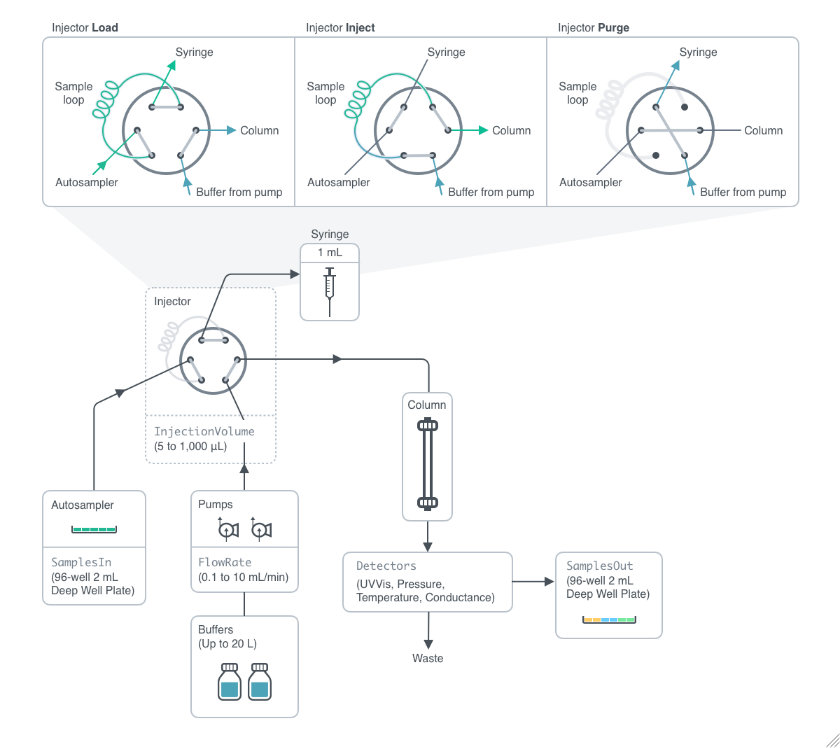 Injector Load
Injector Inject
Injector Purge
Syringe
Sample
loop
Column
Autosampler
Buffer from pump
Syringe
Sample
loop
Column
Autosampler
Buffer from pump
Syringe
Sample
loop
Column
Autosampler
Buffer from pump
Syringe
1 mL
Injector
InjectionVolume
(5 to 1,000 µL)
Column
Autosampler
SamplesIn
(96-well 2 mL
Deep Well Plate)
Pumps
FlowRate
(0.1 to 10 mL/min)
Buffers
(Up to 20 L)
Detectors
(UVVis, Pressure,
Temperature, Conductance)
SamplesOut
(96-well 2 mL
Deep Well Plate)
Waste